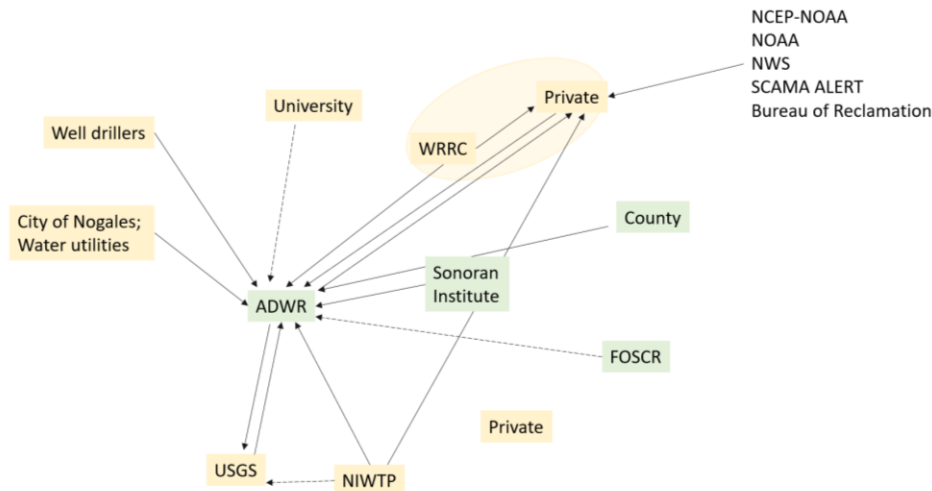 NCEP-NOAA
NOAA
NWS
SCAMA ALERT
Bureau of Reclamation
Private
University
Well drillers
WRRC
City of Nogales;
Water utilities
County
Sonoran
Institute
ADWR
FOSCR
Private
USGS
NIWTP